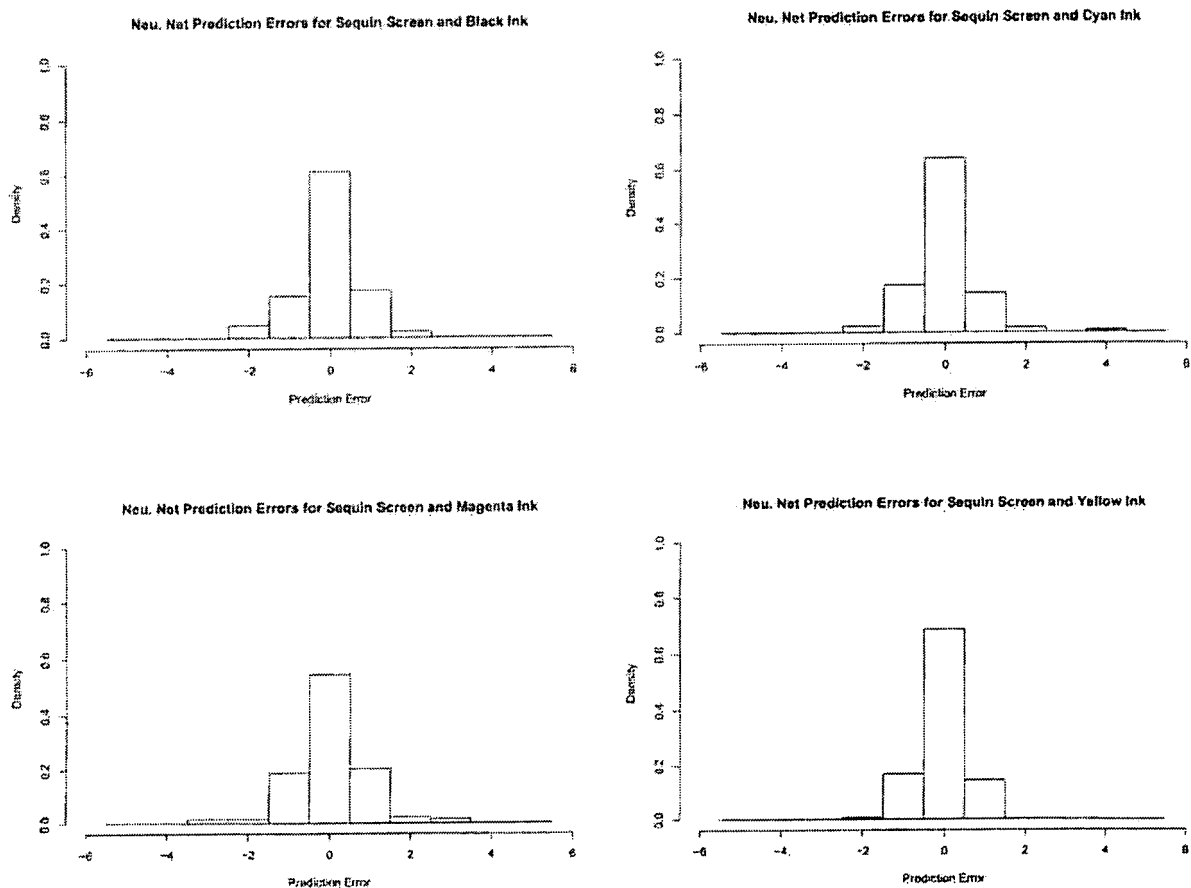 Neu. Net Prediction Errors for Sequin Screen and Black Ink
Density
0.0 0.2 0.4 0.6 0.8 1.0
-6 -4 -2 0 2 4 6
Prediction Error
Neu. Net Prediction Errors for Sequin Screen and Cyan Ink
Density
0.0 0.2 0.4 0.6 0.8 1.0
-6 -4 -2 0 2 4 6
Prediction Error
Neu. Net Prediction Errors for Sequin Screen and Magenta Ink
Density
0.0 0.2 0.4 0.6 0.8 1.0
-6 -4 -2 0 2 4 6
Prediction Error
Neu. Net Prediction Errors for Sequin Screen and Yellow Ink
Density
0.0 0.2 0.4 0.6 0.8 1.0
-6 -4 -2 0 2 4 6
Prediction Error